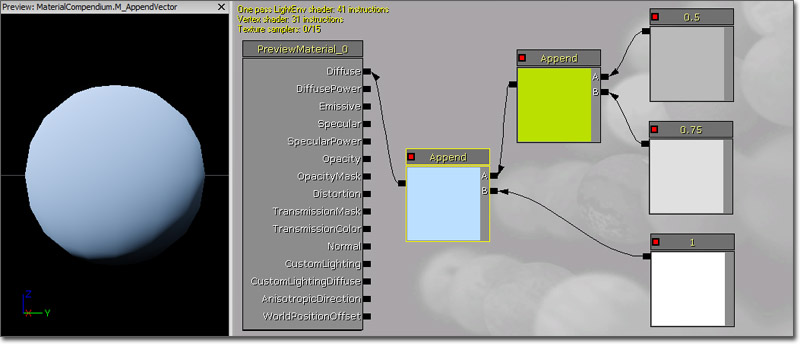 Preview: MaterialCompendium.M_AppendVector
One pass LightEnv shader: 41 instructions
Vertex shader: 31 instructions
Texture samplers: 0/15
PreviewMaterial_0
Diffuse
DiffusePower
Emissive
Specular
SpecularPower
Opacity
OpacityMask
Distortion
TransmissionMask
TransmissionColor
Normal
CustomLighting
CustomLightingDiffuse
AnisotropicDirection
WorldPositionOffset
Append
A
B
Append
A
B
0.5
0.75
1
Z
Y